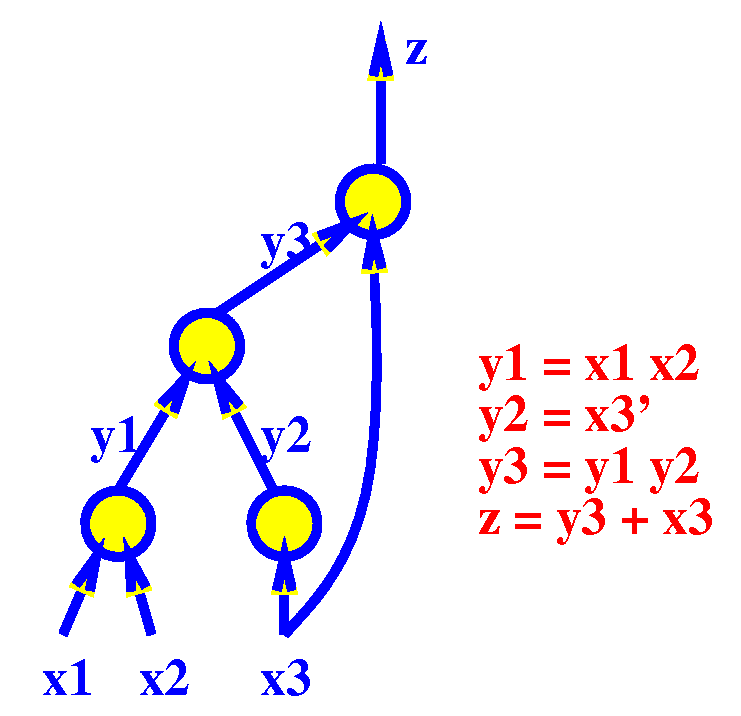 z
y3
y1 y2
x1 x2 x3
y1 = x1 x2
y2 = x3’
y3 = y1 y2
z = y3 + x3